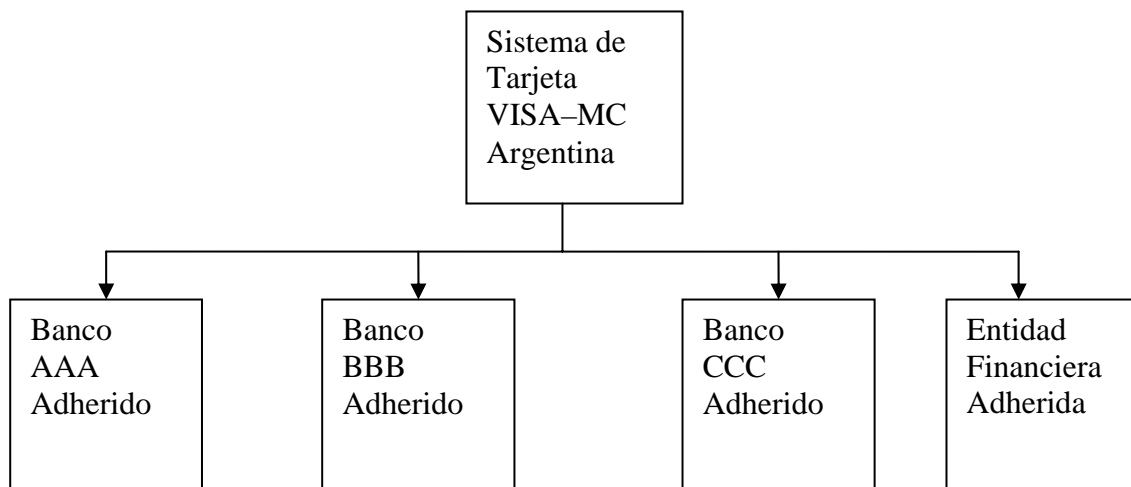 Sistema de
Tarjeta
VISA–MC
Argentina
Banco
AAA
Adherido
Banco
BBB
Adherido
Banco
CCC
Adherido
Entidad
Financiera
Adherida